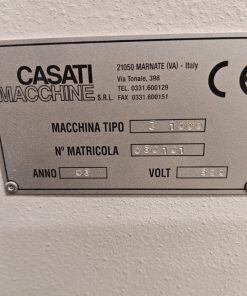 CASATI
MACCHINE S.R.L.
21050 MARNATE (VA) - Italy
Via Tonale, 398
TEL. 0331.600129
FAX 0331.600151
CE
MACCHINA TIPO
N° MATRICOLA
ANNO 03 VOLT